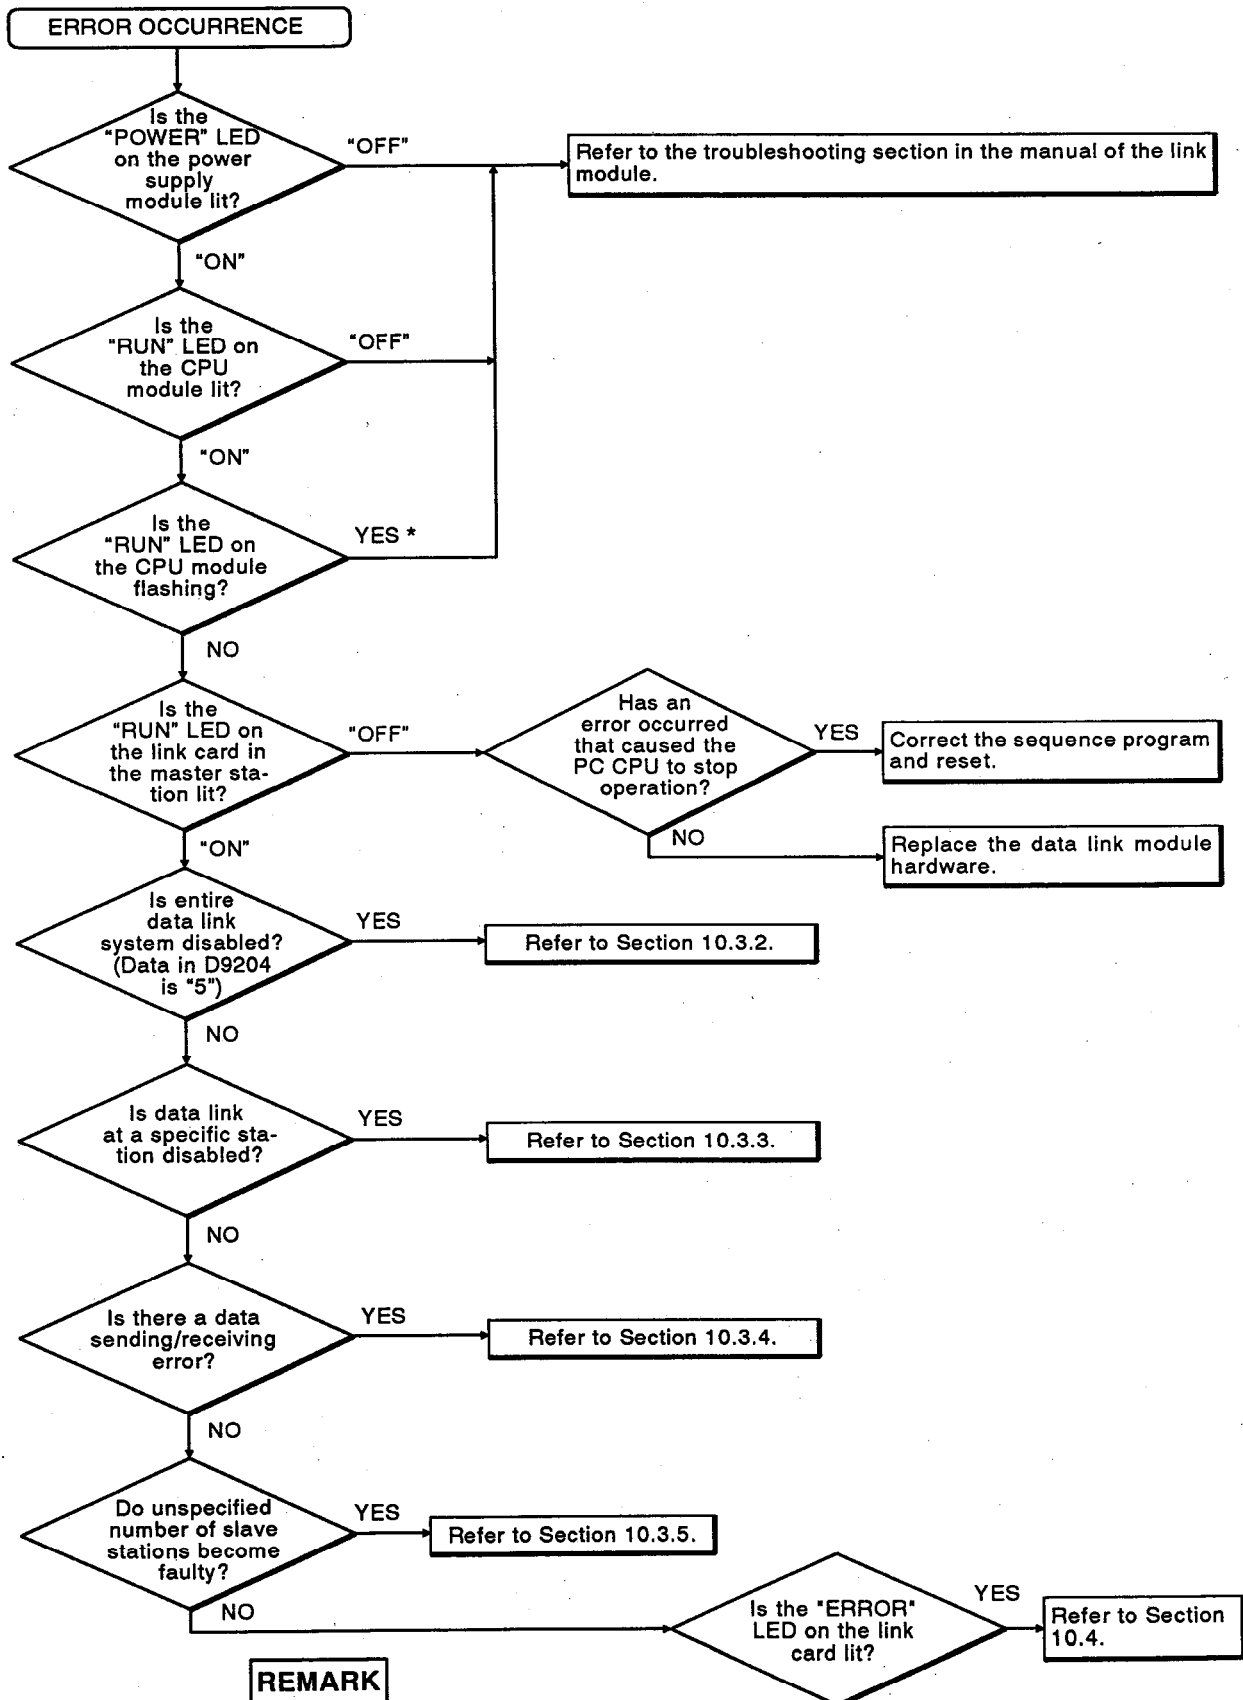 ERROR OCCURRENCE
Is the
"POWER" LED
on the power
supply
module lit?
"OFF"
Refer to the troubleshooting section in the manual of the link
module.
"ON"
Is the
"RUN" LED on
the CPU
module lit?
"OFF"
"ON"
Is the
"RUN" LED on
the CPU module
flashing?
YES *
NO
Is the
"RUN" LED on
the link card in
the master sta-
tion lit?
"OFF"
Has an
error occurred
that caused the
PC CPU to stop
operation?
YES
Correct the sequence program
and reset.
NO
Replace the data link module
hardware.
"ON"
Is entire
data link
system disabled?
(Data in D9204
is "5")
YES
Refer to Section 10.3.2.
NO
Is data link
at a specific sta-
tion disabled?
YES
Refer to Section 10.3.3.
NO
Is there a data
sending/receiving
error?
YES
Refer to Section 10.3.4.
NO
Do unspecified
number of slave
stations become
faulty?
YES
Refer to Section 10.3.5.
NO
Is the "ERROR"
LED on the link
card lit?
YES
Refer to Section
10.4.
REMARK